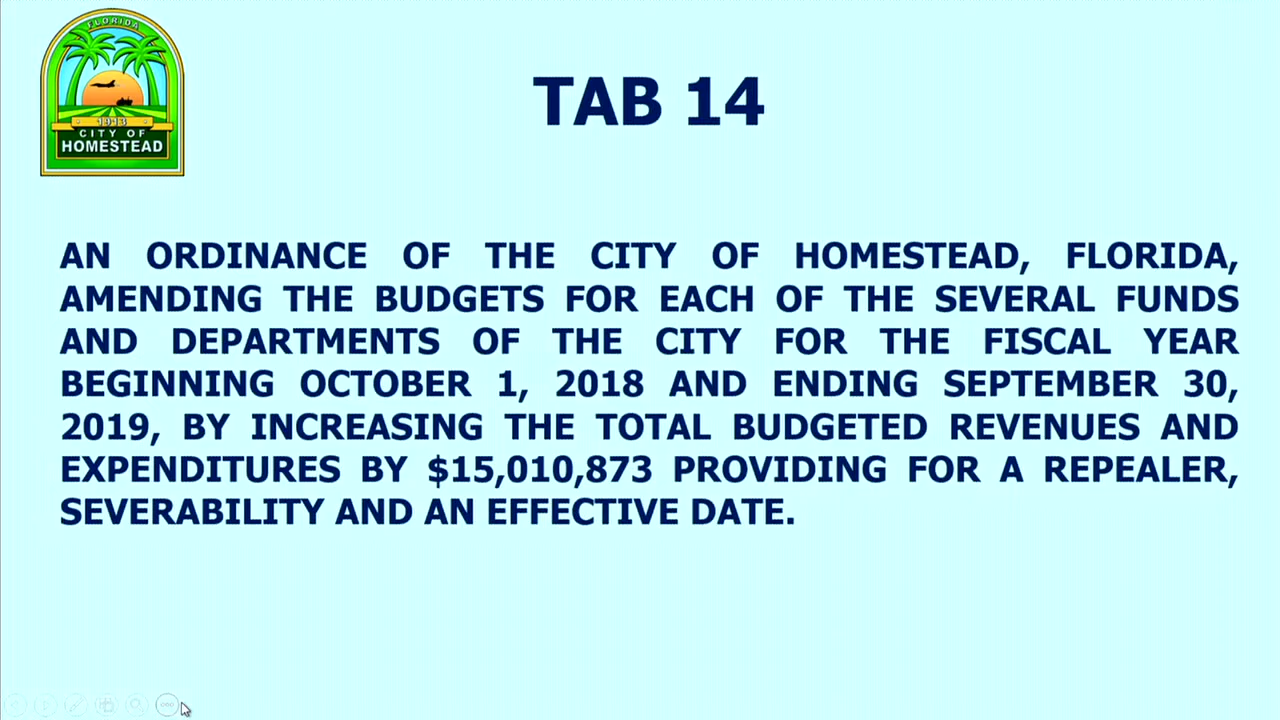 FLORIDA
1913
CITY OF
HOMESTEAD
TAB 14
AN ORDINANCE OF THE CITY OF HOMESTEAD, FLORIDA,
AMENDING THE BUDGETS FOR EACH OF THE SEVERAL FUNDS
AND DEPARTMENTS OF THE CITY FOR THE FISCAL YEAR
BEGINNING OCTOBER 1, 2018 AND ENDING SEPTEMBER 30,
2019, BY INCREASING THE TOTAL BUDGETED REVENUES AND
EXPENDITURES BY $15,010,873 PROVIDING FOR A REPEALER,
SEVERABILITY AND AN EFFECTIVE DATE.